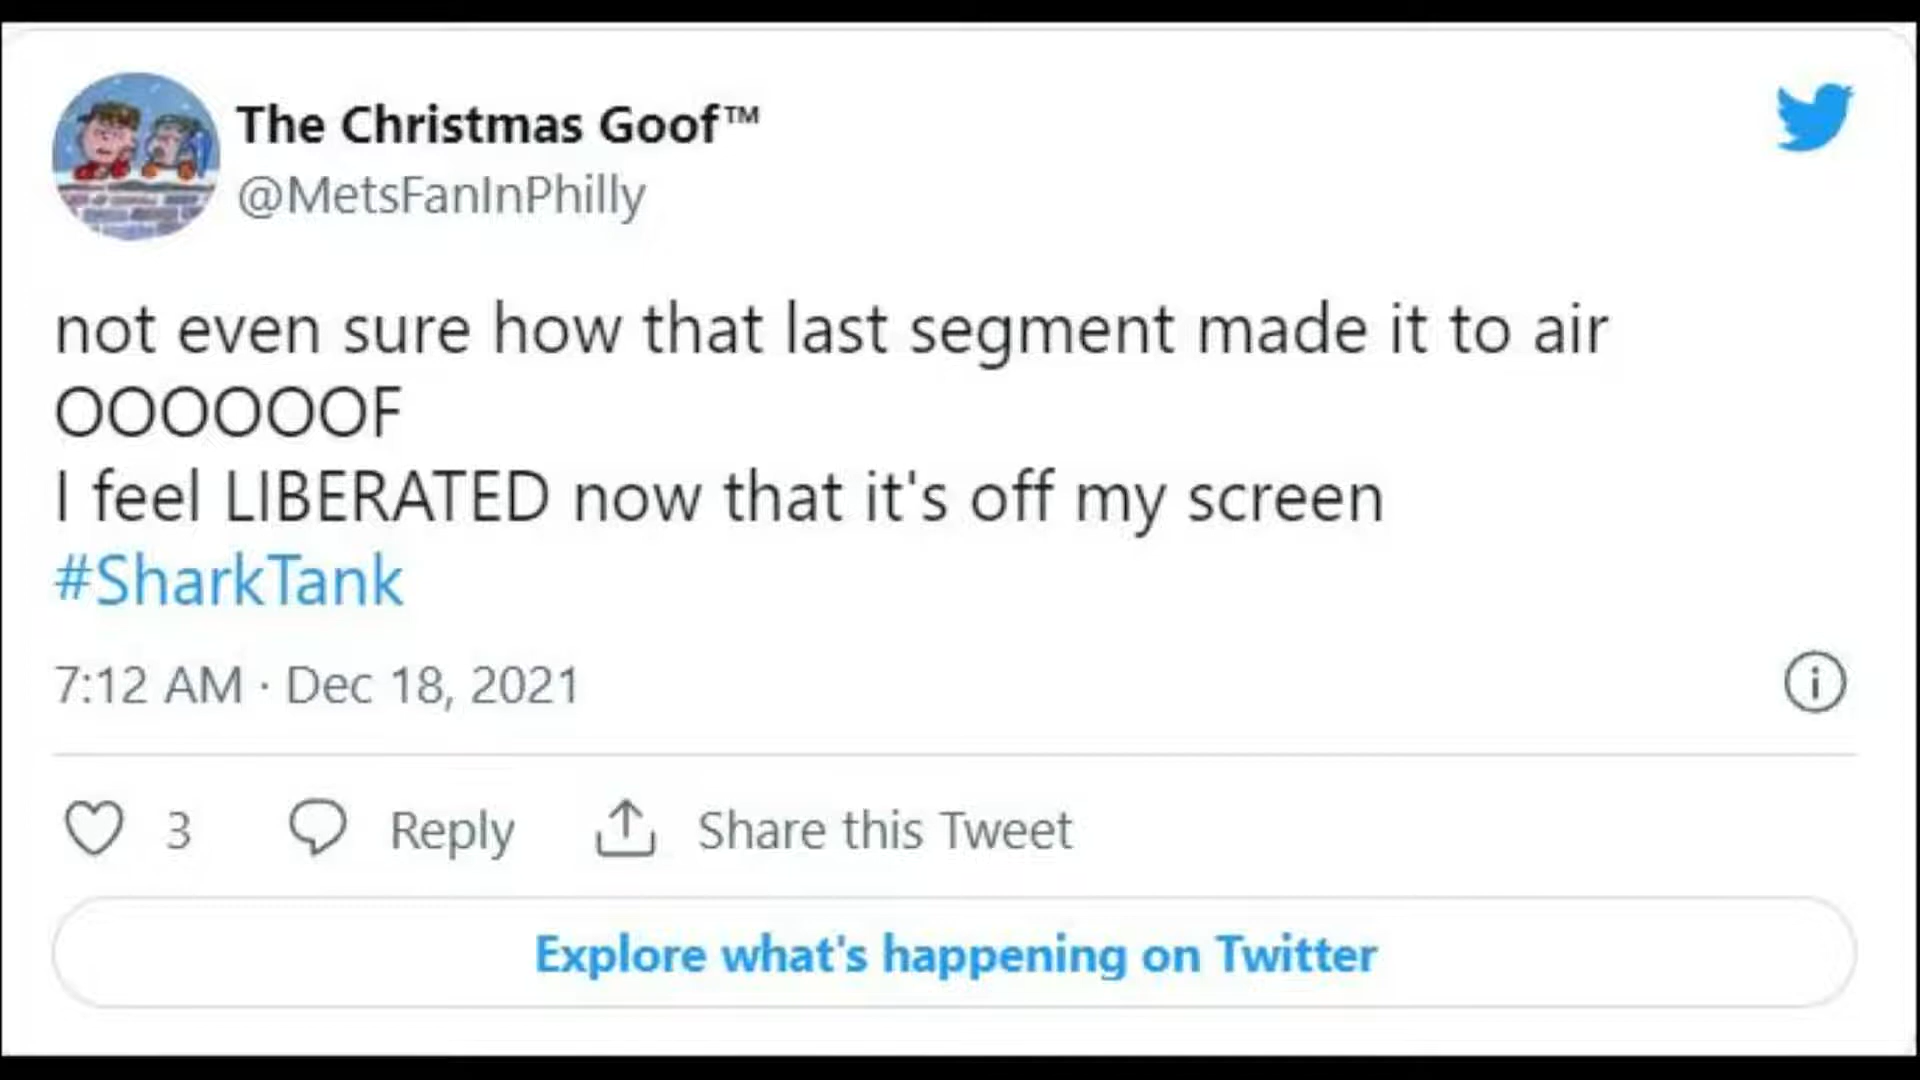 The Christmas Goof™
@MetsFanInPhilly
not even sure how that last segment made it to air
OOOOOOOF
I feel LIBERATED now that it's off my screen
#SharkTank
7:12 AM · Dec 18, 2021
3 Reply Share this Tweet
Explore what's happening on Twitter